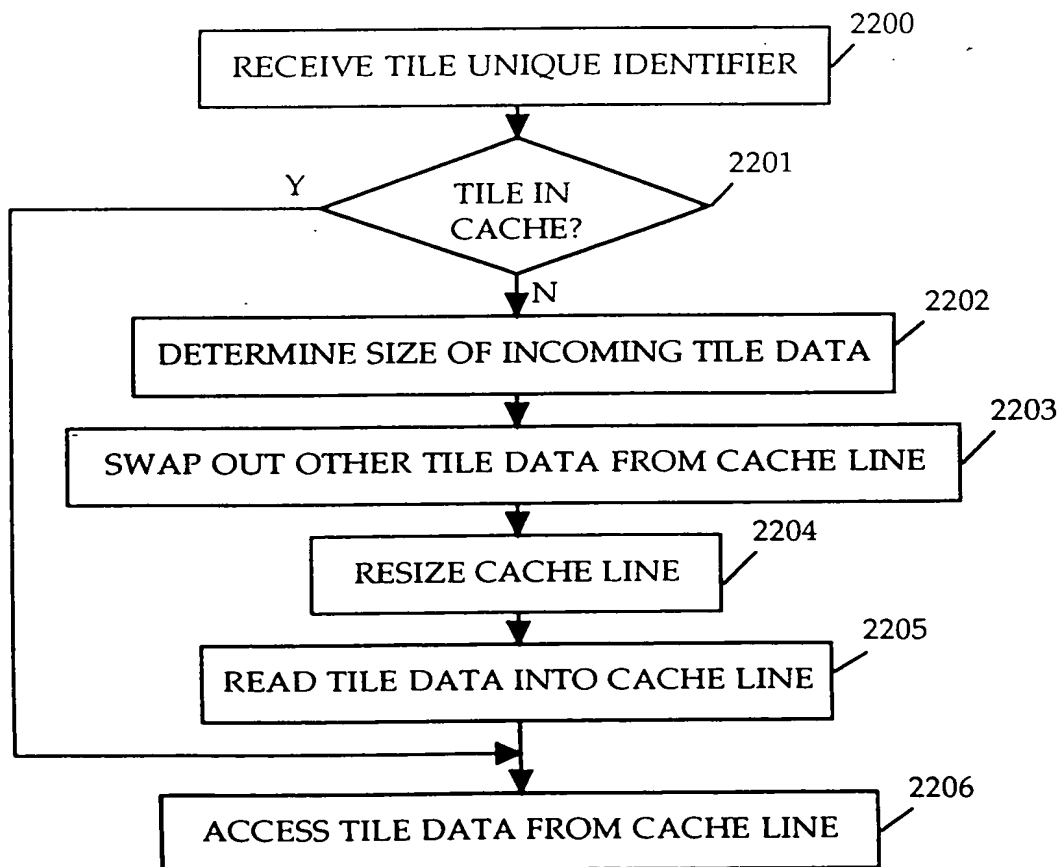 2200
RECEIVE TILE UNIQUE IDENTIFIER
2201
Y
TILE IN
CACHE?
N
2202
DETERMINE SIZE OF INCOMING TILE DATA
2203
SWAP OUT OTHER TILE DATA FROM CACHE LINE
2204
RESIZE CACHE LINE
2205
READ TILE DATA INTO CACHE LINE
2206
ACCESS TILE DATA FROM CACHE LINE